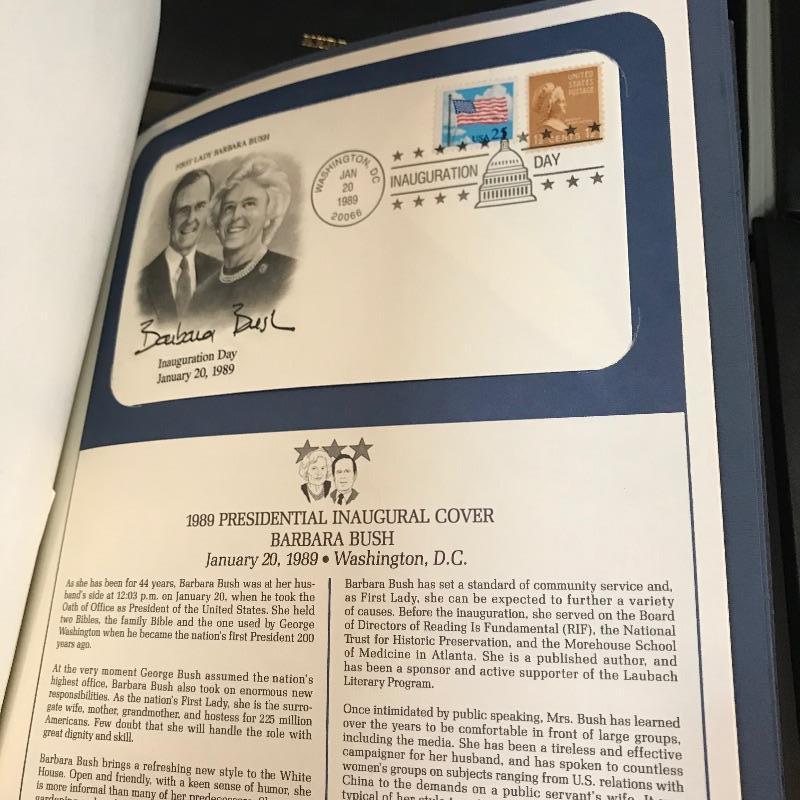 FIRST LADY BARBARA BUSH
WASHINGTON, DC
JAN
20
1989
20066
INAUGURATION DAY
USA 25
UNITED
STATES
POSTAGE
Barbara Bush
Inauguration Day
January 20, 1989
1989 PRESIDENTIAL INAUGURAL COVER
BARBARA BUSH
January 20, 1989 • Washington, D.C.
As she has been for 44 years, Barbara Bush was at her hus-
band's side at 12:03 p.m. on January 20, when he took the
Oath of Office as President of the United States. She held
two Bibles, the family Bible and the one used by George
Washington when he became the nation's first President 200
years ago.
At the very moment George Bush assumed the nation's
highest office, Barbara Bush also took on enormous new
responsibilities. As the nation's First Lady, she is the surro-
gate wife, mother, grandmother, and hostess for 225 million
Americans. Few doubt that she will handle the role with
great dignity and skill.
Barbara Bush brings a refreshing new style to the White
House. Open and friendly, with a keen sense of humor, she
is more informal than many of her
Barbara Bush has set a standard of community service and,
as First Lady, she can be expected to further a variety
of causes. Before the inauguration, she served on the Board
of Directors of Reading Is Fundamental (RIF), the National
Trust for Historic Preservation, and the Morehouse School
of Medicine in Atlanta. She is a published author, and
has been a sponsor and active supporter of the Laubach
Literary Program.
Once intimidated by public speaking, Mrs. Bush has learned
over the years to be comfortable in front of large groups,
including the media. She has been a tireless and effective
campaigner for her husband, and has spoken to countless
women's groups on subjects ranging from U.S. relations with
China to the demands on a public servant's wife.
typical of her